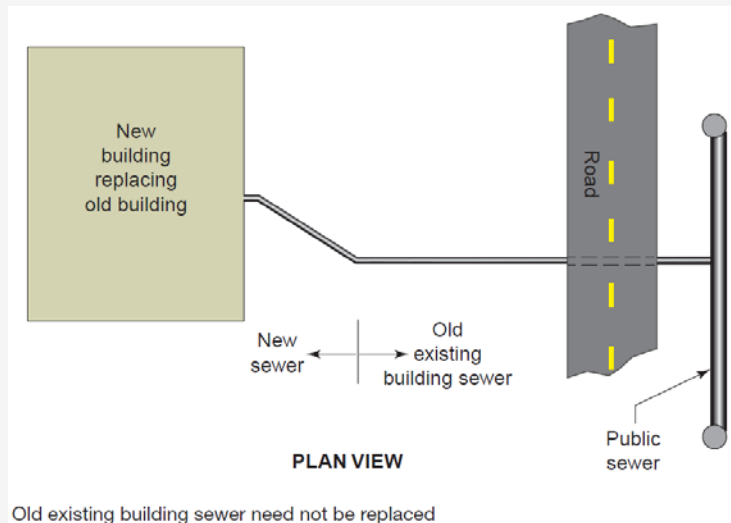 New
building
replacing
old building
Road
New
sewer
Old
existing
building sewer
Public
sewer
PLAN VIEW
Old existing building sewer need not be replaced